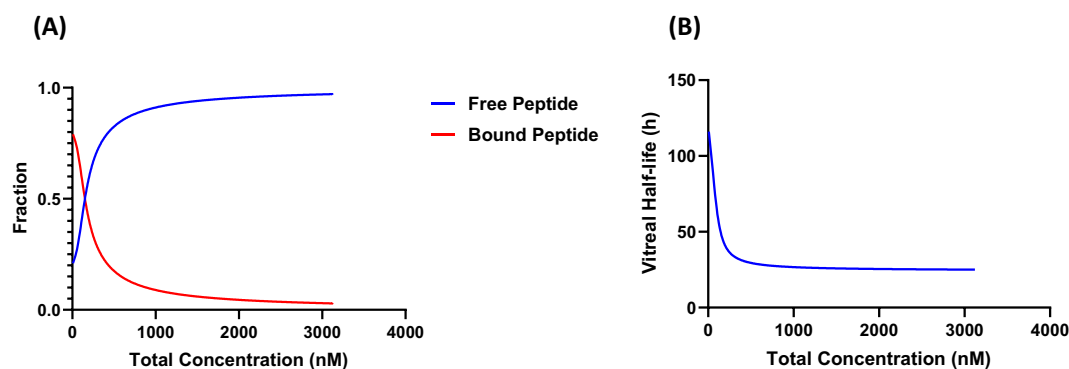 (A)
1.0
0.5
0.0
Fraction
0
1000
2000
3000
4000
Total Concentration (nM)
Free Peptide
Bound Peptide
(B)
150
100
50
0
Vitreal Half-life (h)
0
1000
2000
3000
4000
Total Concentration (nM)